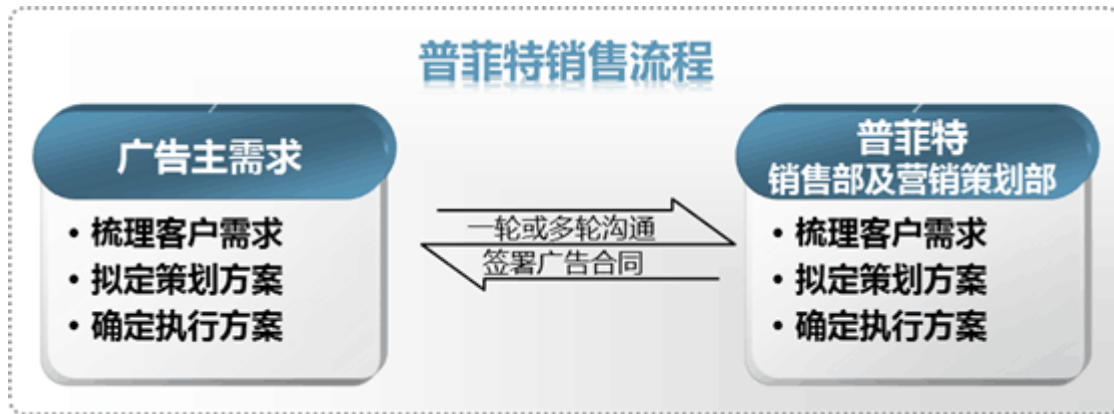 普菲特销售流程
广告主需求
• 梳理客户需求
• 拟定策划方案
• 确定执行方案
一轮或多轮沟通
签署广告合同
普菲特
销售部及营销策划部
• 梳理客户需求
• 拟定策划方案
• 确定执行方案